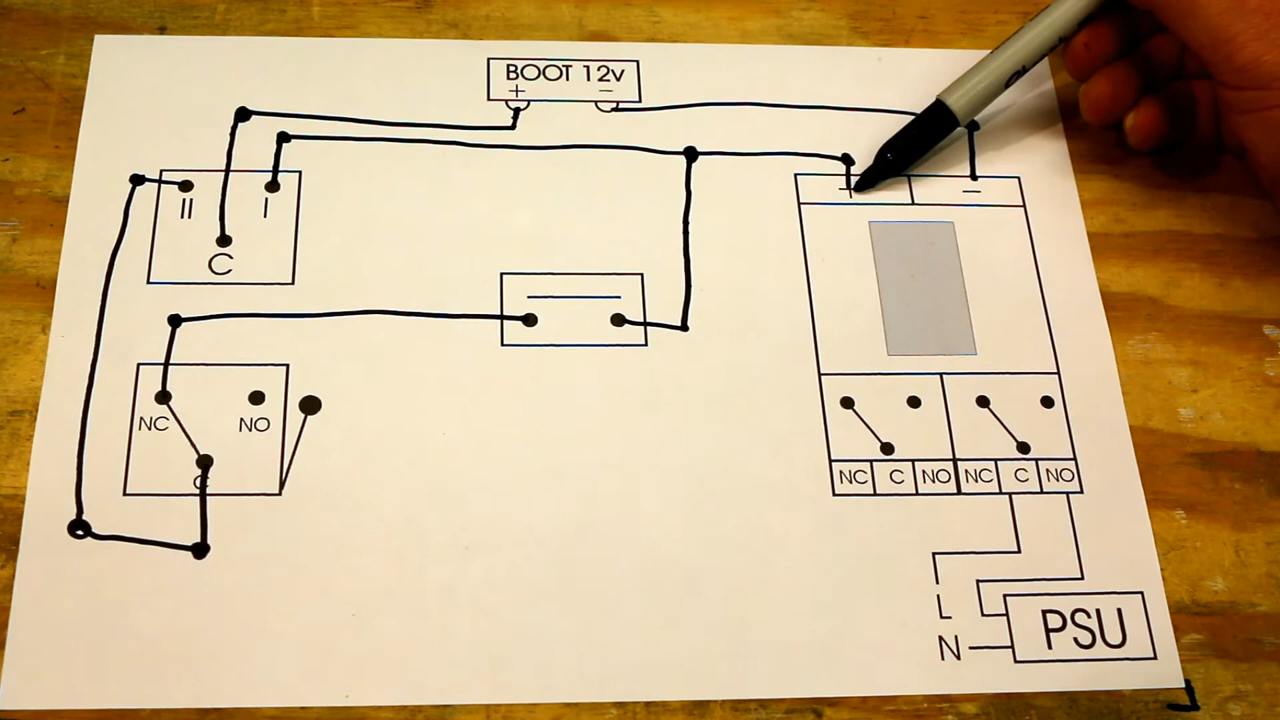 BOOT 12v
+ −
+ −
II I
C
NC NO
C
NC C NO NC C NO
L
N
PSU